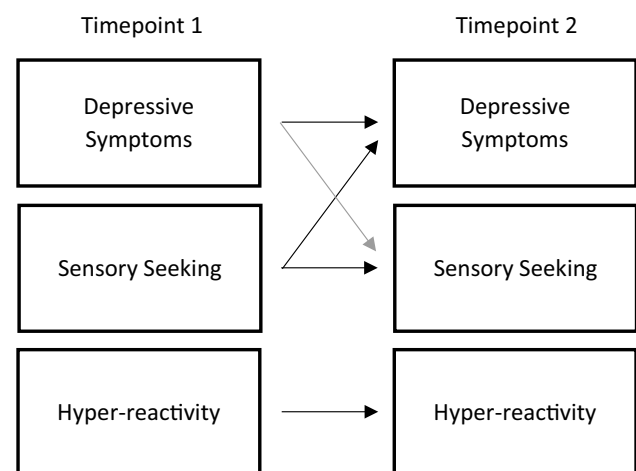 Timepoint 1
Timepoint 2
Depressive
Symptoms
Depressive
Symptoms
Sensory Seeking
Sensory Seeking
Hyper-reactivity
Hyper-reactivity